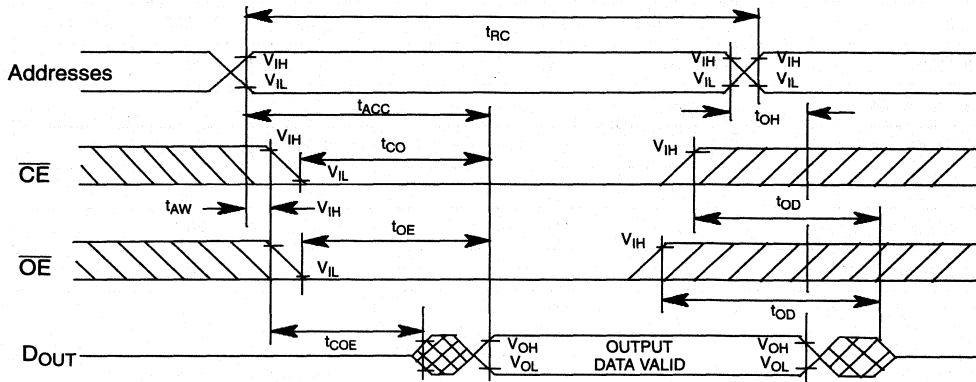 tRC
Addresses
VIH
VIL
VIH
VIL
VIH
VIL
tACC
tOH
VIH
tCO
VIH
CE
VIL
tAW
VIH
tOD
tOE
VIH
OE
VIL
tOD
tCOE
DOUT
VOH
VOL
OUTPUT
DATA VALID
VOH
VOL